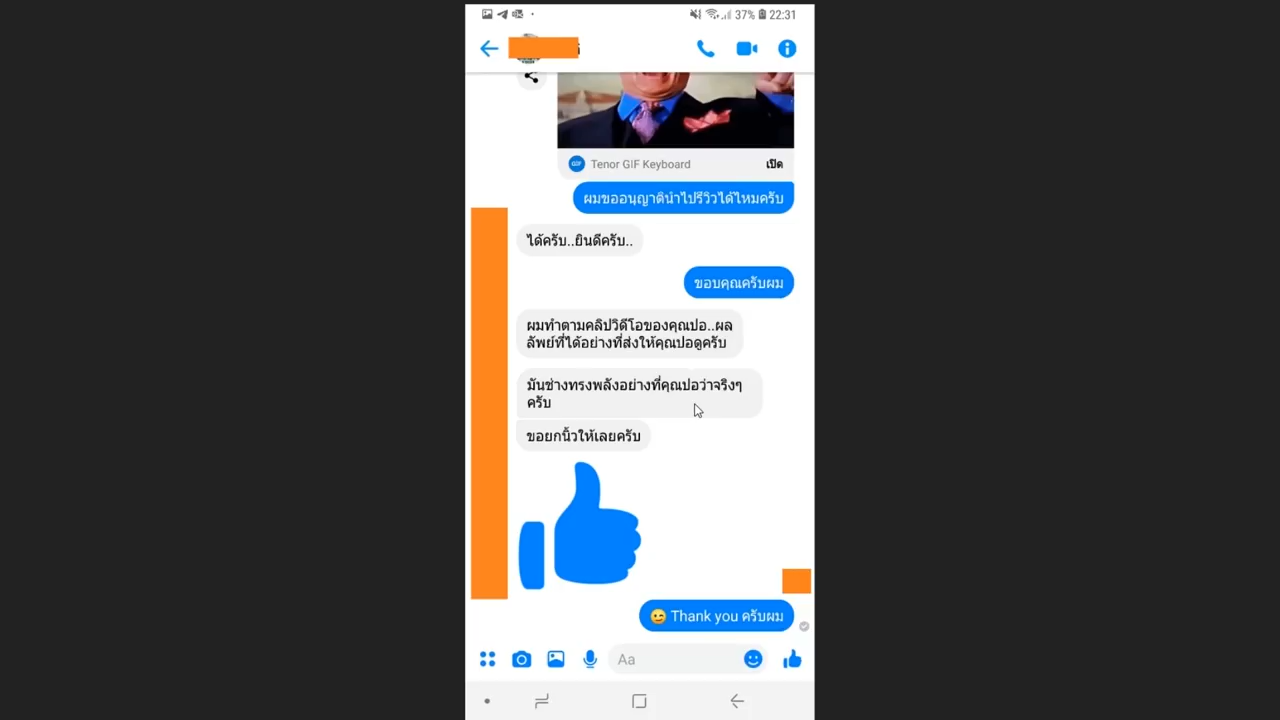 37% 22:31
GIF Tenor GIF Keyboard เปิด
ผมขออนุญาตินำไปรีวิวได้ไหมครับ
ได้ครับ..ยินดีครับ..
ขอบคุณครับผม
ผมทำตามคลิปวิดีโอของคุณปอ..ผล
ลัพย์ที่ได้อย่างที่ส่งให้คุณปอดูครับ
มันช่างทรงพลังอย่างที่คุณปอว่าจริงๆ
ครับ
ขอยกนิ้วให้เลยครับ
😉 Thank you ครับผม
Aa